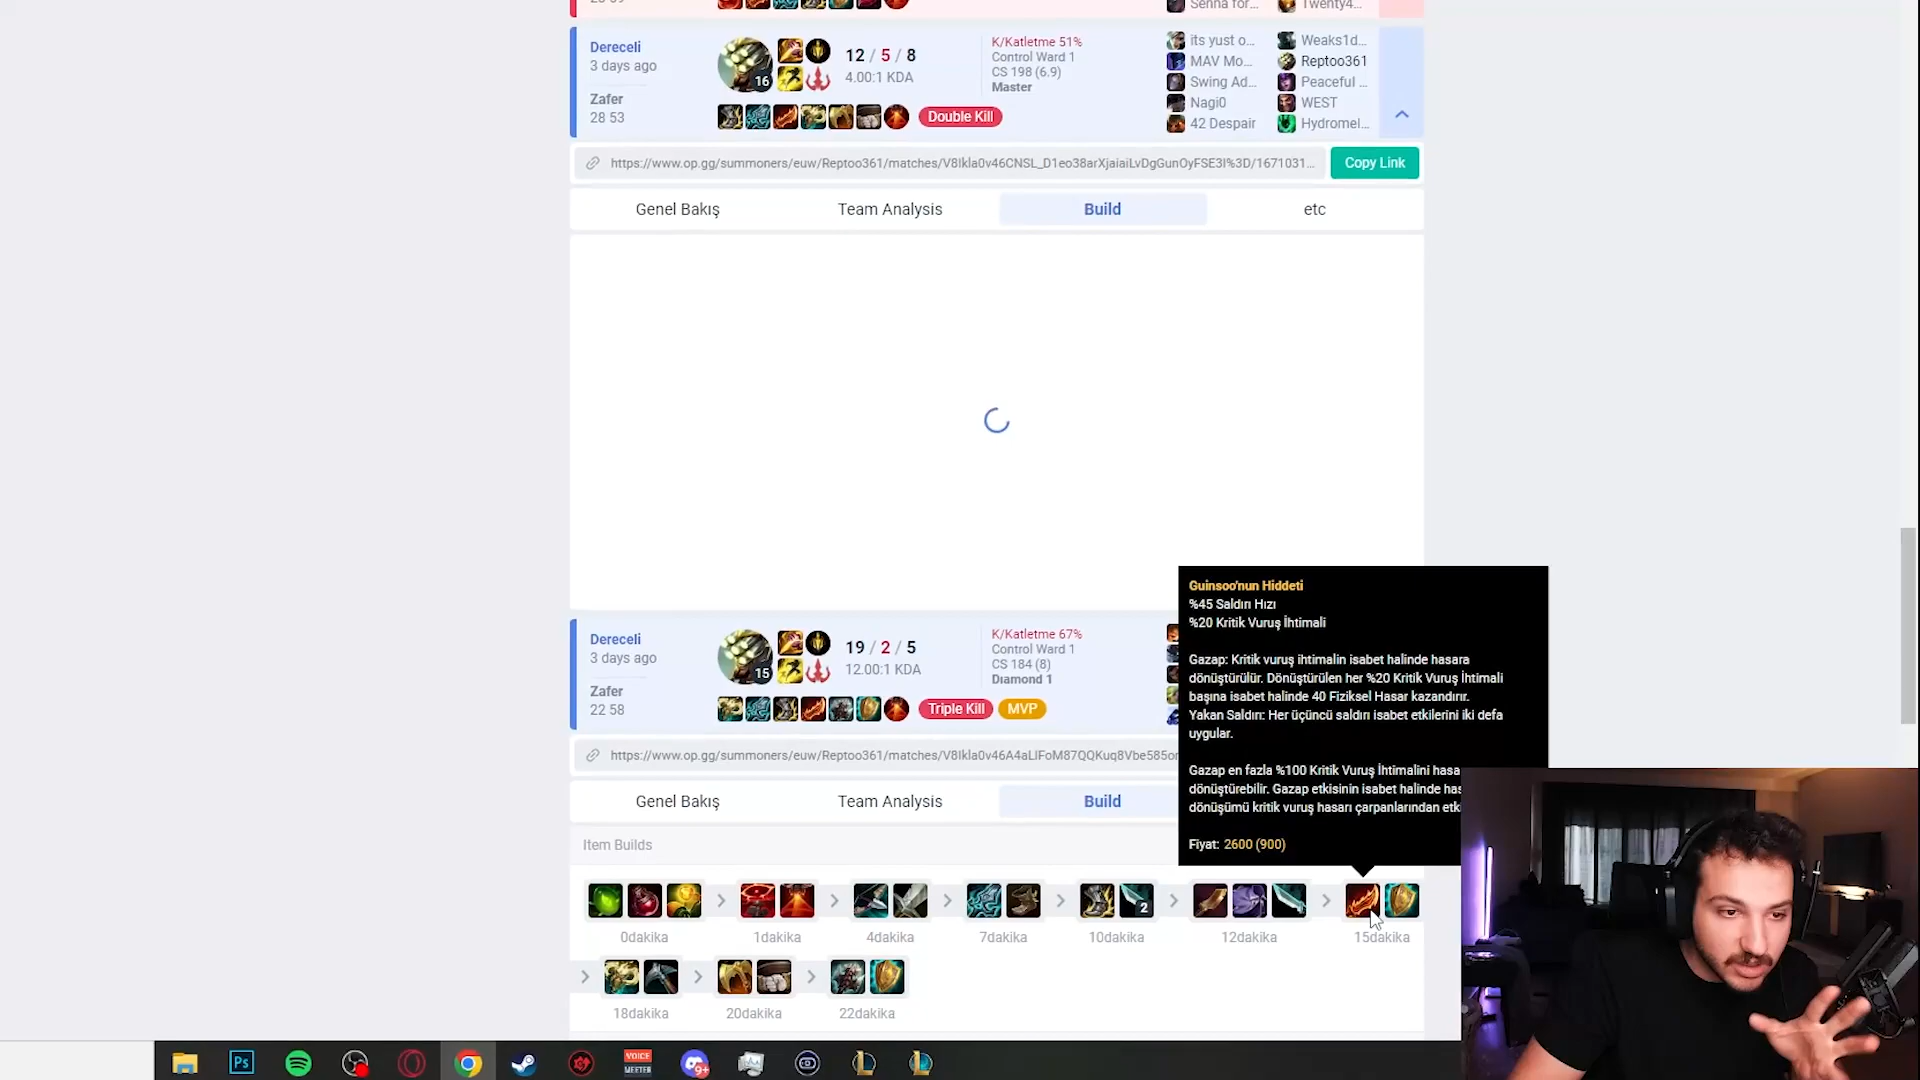 Senna for...
Twenty4...
Dereceli
3 days ago
Zafer
28 53
16
12 / 5 / 8
4.00:1 KDA
K/Katletme 51%
Control Ward 1
CS 198 (6.9)
Master
Double Kill
its yust o...
MAV Mo...
Swing Ad...
Nagi0
42 Despair
Weaks1d...
Reptoo361
Peaceful ...
WEST
Hydromel...
https://www.op.gg/summoners/euw/Reptoo361/matches/V8Ikla0v46CNSL_D1eo38arXjaiaiLvDgGunOyFSE3I%3D/1671031...
Copy Link
Genel Bakış
Team Analysis
Build
etc
Dereceli
3 days ago
Zafer
22 58
15
19 / 2 / 5
12.00:1 KDA
K/Katletme 67%
Control Ward 1
CS 184 (8)
Diamond 1
Triple Kill
MVP
https://www.op.gg/summoners/euw/Reptoo361/matches/V8Ikla0v46A4aLlFoM87QQKuq8Vbe585or
Genel Bakış
Team Analysis
Build
Guinsoo'nun Hiddeti
%45 Saldırı Hızı
%20 Kritik Vuruş İhtimali
Gazap: Kritik vuruş ihtimalin isabet halinde hasara
dönüştürülür. Dönüştürülen her %20 Kritik Vuruş İhtimali
başına isabet halinde 40 Fiziksel Hasar kazandırır.
Yakan Saldırı: Her üçüncü saldırı isabet etkilerini iki defa
uygular.
Gazap en fazla %100 Kritik Vuruş İhtimalini hasa
dönüştürebilir. Gazap etkisinin isabet halinde has
dönüşümü kritik vuruş hasarı çarpanlarından etki
Fiyat: 2600 (900)
Item Builds
2
0dakika
1dakika
4dakika
7dakika
10dakika
12dakika
15dakika
18dakika
20dakika
22dakika
Ps
VOICE
MEETER
9+